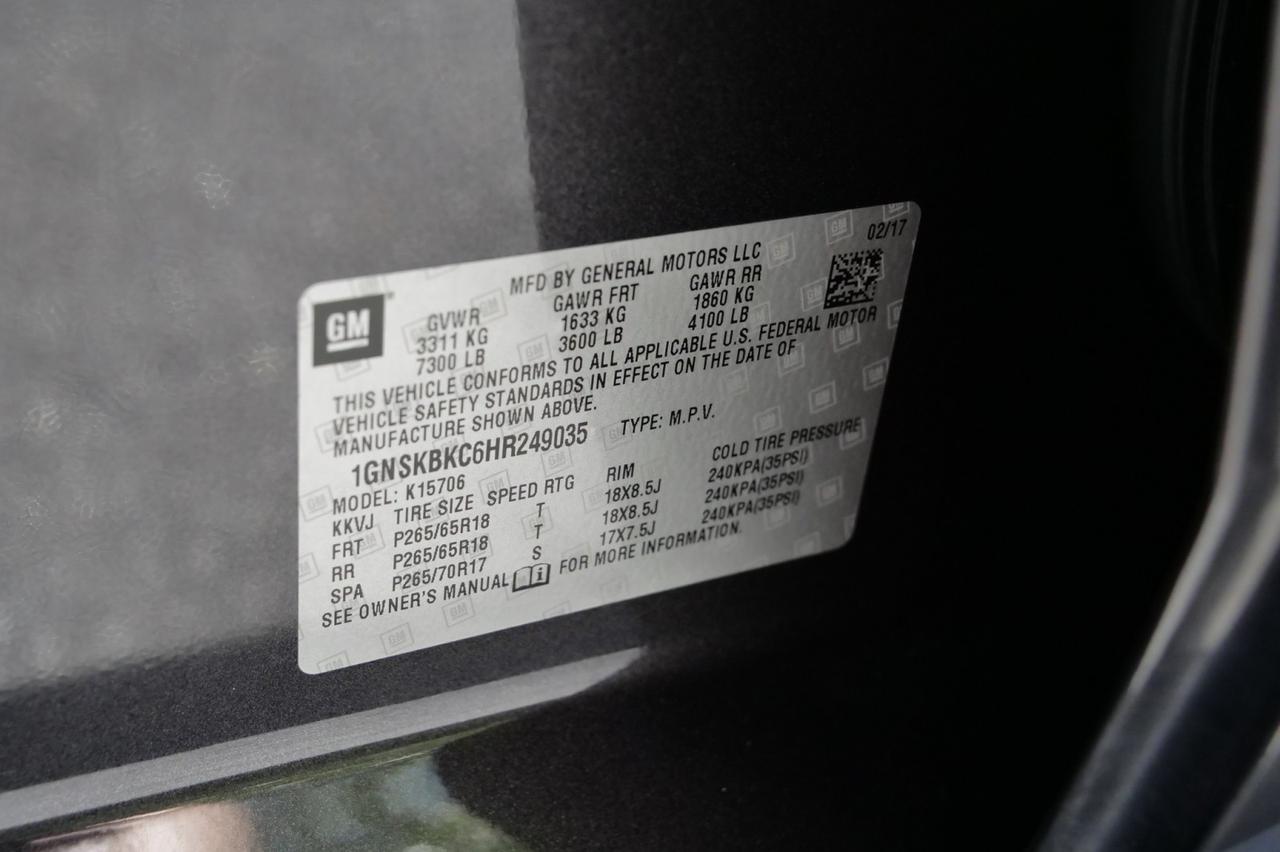 02/17
MFD BY GENERAL MOTORS LLC
GM
GVWR GAWR FRT GAWR RR
3311 KG 1633 KG 1860 KG
7300 LB 3600 LB 4100 LB
THIS VEHICLE CONFORMS TO ALL APPLICABLE U.S. FEDERAL MOTOR
VEHICLE SAFETY STANDARDS IN EFFECT ON THE DATE OF
MANUFACTURE SHOWN ABOVE.
1GNSKBKC6HR249035 TYPE: M.P.V.
MODEL: K15706
KKVJ TIRE SIZE SPEED RTG RIM COLD TIRE PRESSURE
FRT P265/65R18 T 18X8.5J 240KPA(35PSI)
RR P265/65R18 T 18X8.5J 240KPA(35PSI)
SPA P265/70R17 S 17X7.5J 240KPA(35PSI)
SEE OWNER'S MANUAL FOR MORE INFORMATION.